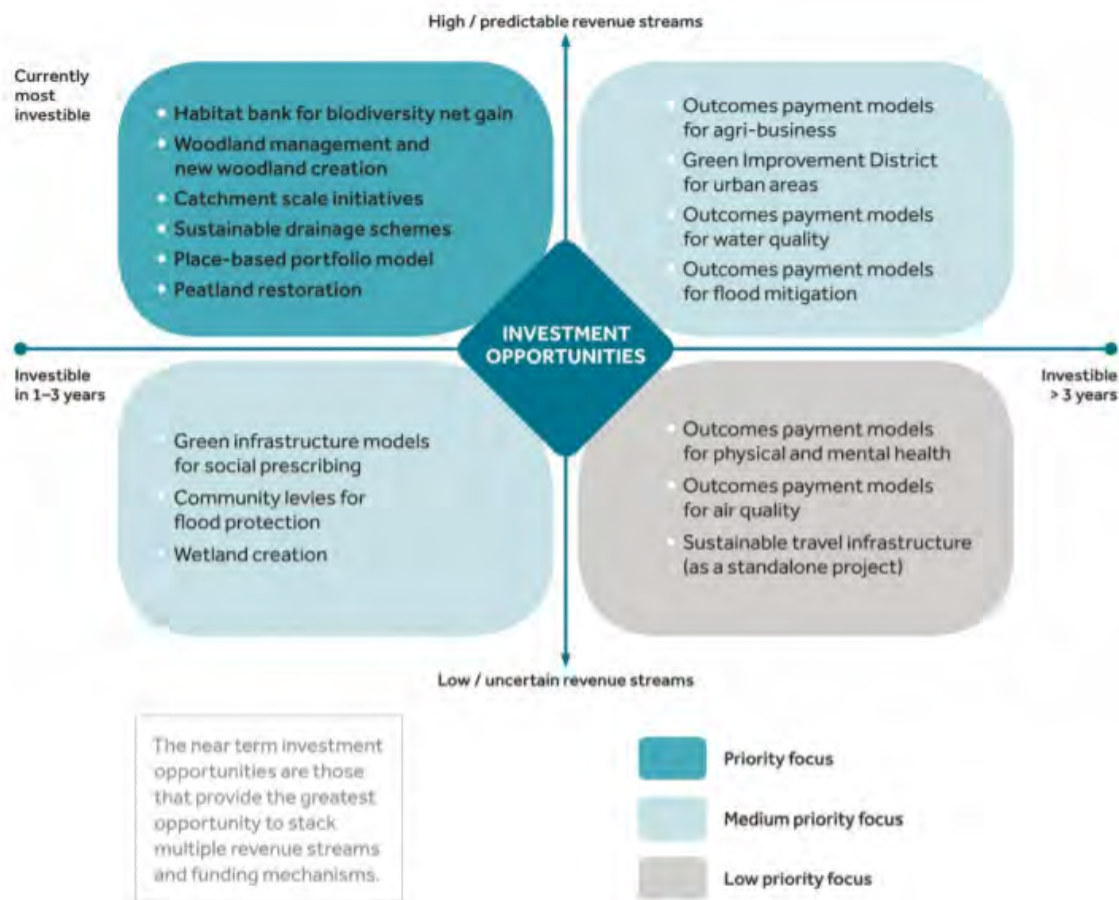 High / predictable revenue streams
Currently
most
investible
Habitat bank for biodiversity net gain
Woodland management and
new woodland creation
Catchment scale initiatives
Sustainable drainage schemes
Place-based portfolio model
Peatland restoration
Outcomes payment models
for agri-business
Green Improvement District
for urban areas
Outcomes payment models
for water quality
Outcomes payment models
for flood mitigation
INVESTMENT
OPPORTUNITIES
Investible
in 1–3 years
Investible
> 3 years
Green infrastructure models
for social prescribing
Community levies for
flood protection
Wetland creation
Outcomes payment models
for physical and mental health
Outcomes payment models
for air quality
Sustainable travel infrastructure
(as a standalone project)
Low / uncertain revenue streams
The near term investment
opportunities are those
that provide the greatest
opportunity to stack
multiple revenue streams
and funding mechanisms.
Priority focus
Medium priority focus
Low priority focus